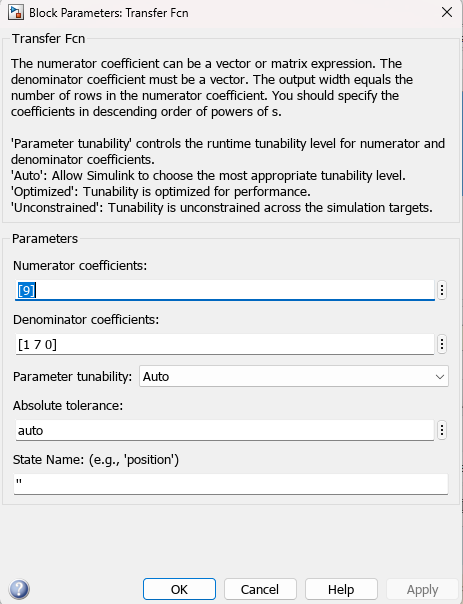 Block Parameters: Transfer Fcn
Transfer Fcn
The numerator coefficient can be a vector or matrix expression. The
denominator coefficient must be a vector. The output width equals the
number of rows in the numerator coefficient. You should specify the
coefficients in descending order of powers of s.
'Parameter tunability' controls the runtime tunability level for numerator and
denominator coefficients.
'Auto': Allow Simulink to choose the most appropriate tunability level.
'Optimized': Tunability is optimized for performance.
'Unconstrained': Tunability is unconstrained across the simulation targets.
Parameters
Numerator coefficients:
[9]
Denominator coefficients:
[1 7 0]
Parameter tunability: Auto
Absolute tolerance:
auto
State Name: (e.g., 'position')
''
? OK Cancel Help Apply